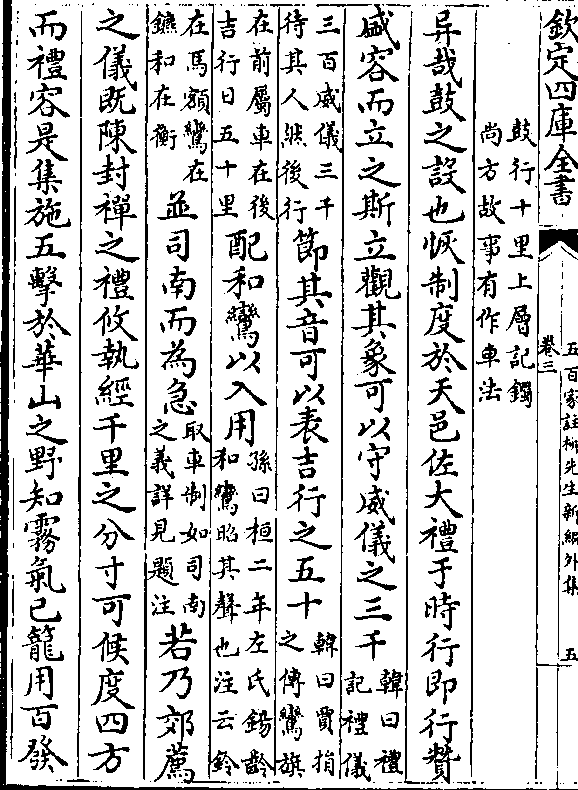 欽定四庫全書
卷三
五百家註柳先生新編外集
五
鼓行十里上層記鐲
尚方故事有作車法
异哉鼓之設也恢制度於天邑佐大禮于時行即行贊
盛容而立之斯立觀其象可以守威儀之三千韓曰禮
記禮儀
三百威儀三千
待其人然後行節其音可以表吉行之五十韓曰賈捐
之傳鸞旗
在前屬車在後
吉行日五十里配和鸞以入用孫曰桓二年左氏鍚
和鸞昭其聲也注云
在馬額鸞在
鑣和在衡並司南而為急取車制如司南
之義詳見題注若乃郊薦
之儀既陳封禪之禮攸執經千里之分寸可候度四方
而禮容是集施五擊於華山之野知霧氣已籠用百發